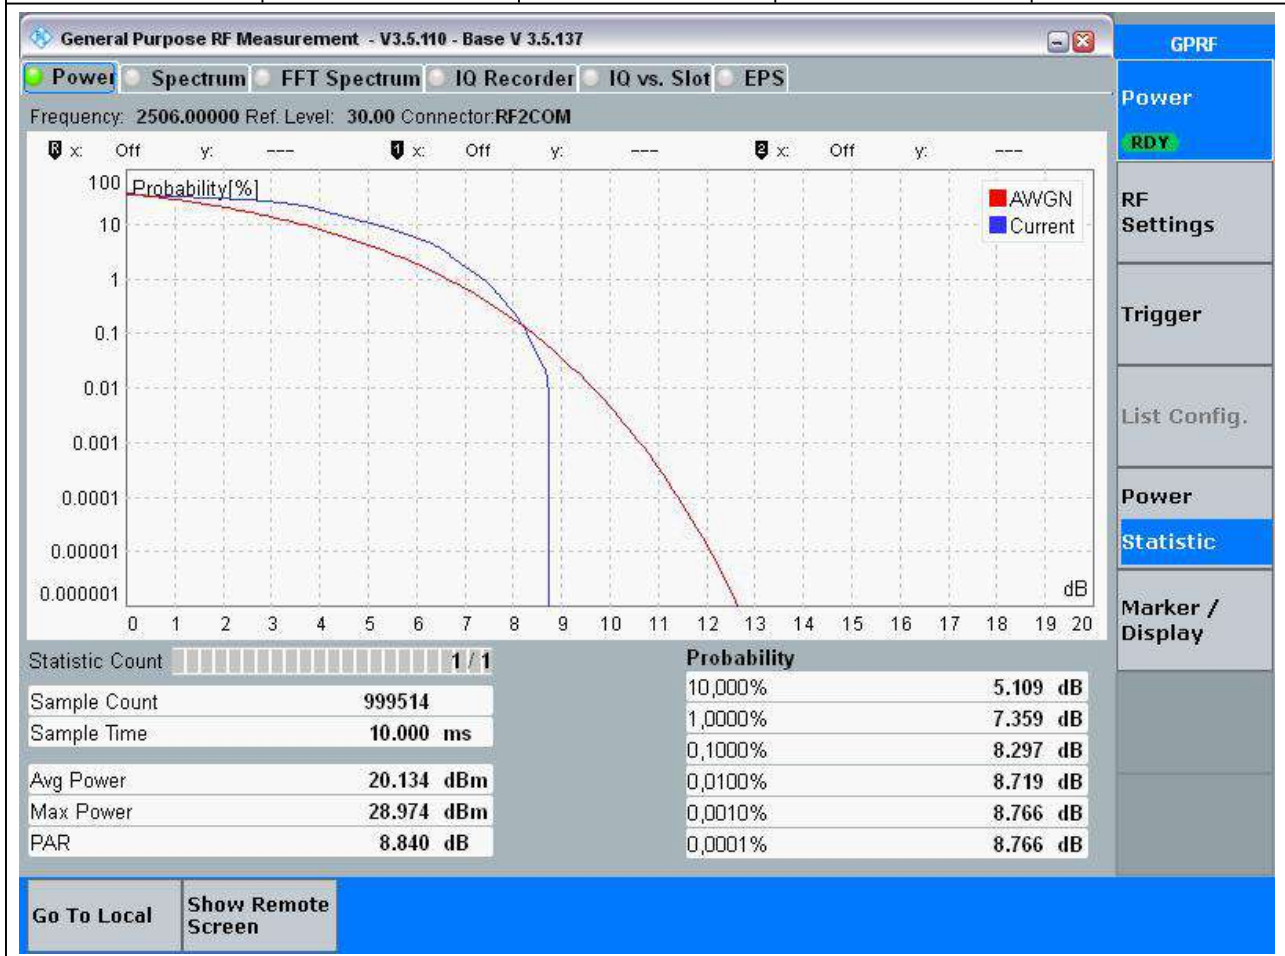 General Purpose RF Measurement - V3.5.110 - Base V 3.5.137
GPRF
Power Spectrum FFT Spectrum IQ Recorder IQ vs. Slot EPS
Frequency: 2506.00000 Ref. Level: 30.00 Connector:RF2COM
Power
RDY
R x: Off y: --- 1 x: Off y: --- 2 x: Off y: ---
100 Probability[%]
AWGN
Current
10
1
0.1
0.01
0.001
0.0001
0.00001
0.000001
dB
0 1 2 3 4 5 6 7 8 9 10 11 12 13 14 15 16 17 18 19 20
RF
Settings
Trigger
List Config.
Power
Statistic
Marker /
Display
Statistic Count 1 / 1
Sample Count 999514
Sample Time 10.000 ms
Avg Power 20.134 dBm
Max Power 28.974 dBm
PAR 8.840 dB
Probability
10,000% 5.109 dB
1,0000% 7.359 dB
0,1000% 8.297 dB
0,0100% 8.719 dB
0,0010% 8.766 dB
0,0001% 8.766 dB
Go To Local
Show Remote
Screen